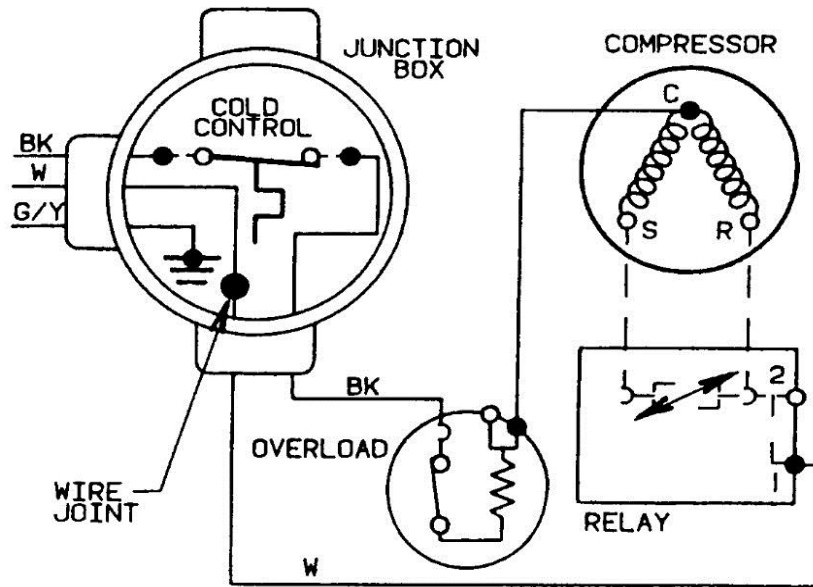 JUNCTION
BOX
COMPRESSOR
COLD
CONTROL
C
BK
W
G/Y
S
R
2
BK
OVERLOAD
WIRE
JOINT
1
RELAY
W